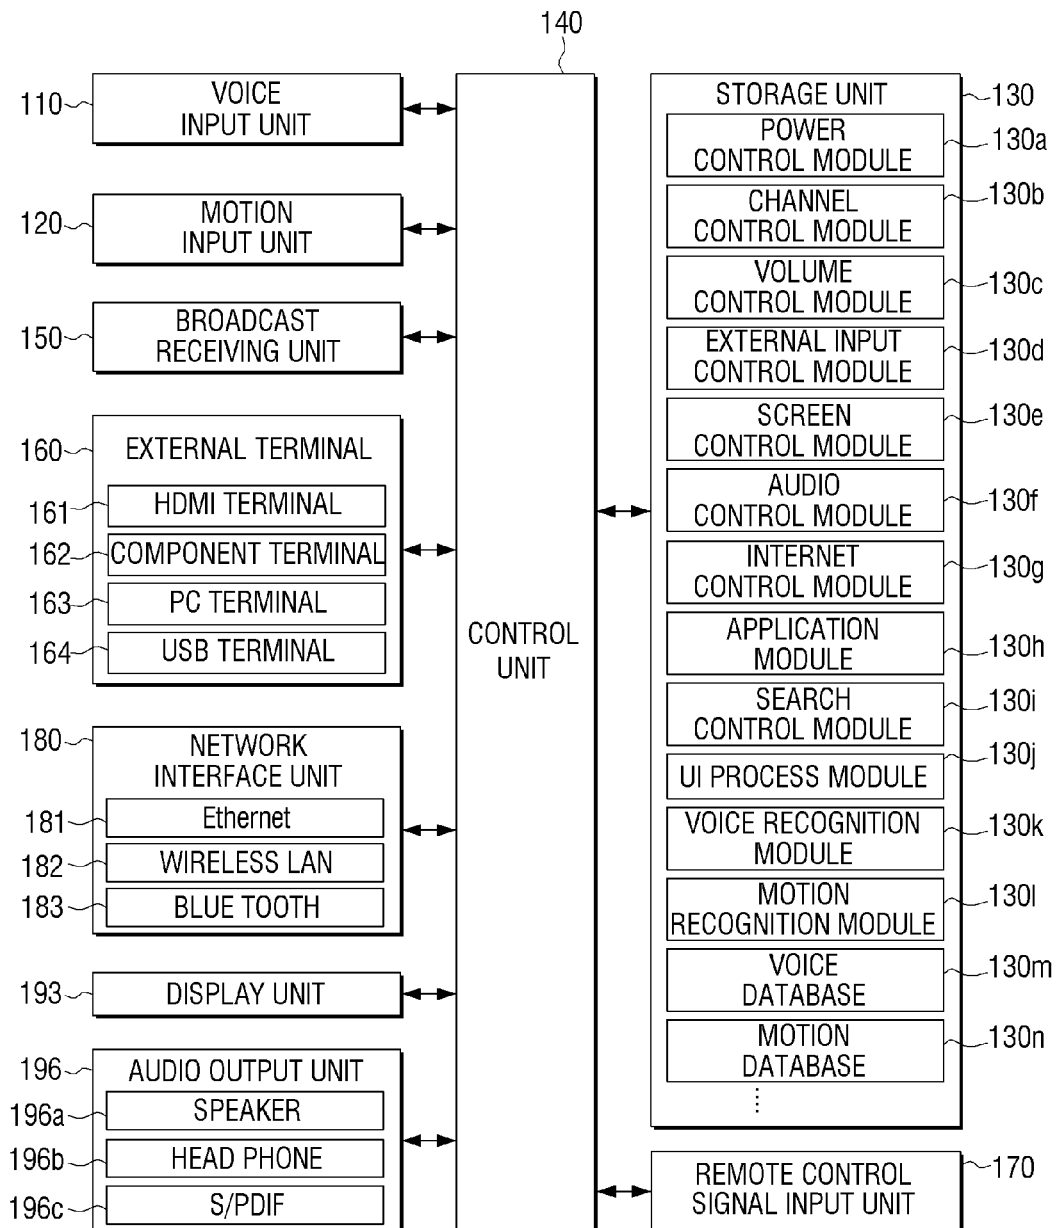 140
110
VOICE
INPUT UNIT
120
MOTION
INPUT UNIT
150
BROADCAST
RECEIVING UNIT
160
EXTERNAL TERMINAL
161
HDMI TERMINAL
162
COMPONENT TERMINAL
163
PC TERMINAL
164
USB TERMINAL
180
NETWORK
INTERFACE UNIT
181
Ethernet
182
WIRELESS LAN
183
BLUE TOOTH
193
DISPLAY UNIT
196
AUDIO OUTPUT UNIT
196a
SPEAKER
196b
HEAD PHONE
196c
S/PDIF
CONTROL
UNIT
STORAGE UNIT
130
POWER
CONTROL MODULE
130a
CHANNEL
CONTROL MODULE
130b
VOLUME
CONTROL MODULE
130c
EXTERNAL INPUT
CONTROL MODULE
130d
SCREEN
CONTROL MODULE
130e
AUDIO
CONTROL MODULE
130f
INTERNET
CONTROL MODULE
130g
APPLICATION
MODULE
130h
SEARCH
CONTROL MODULE
130i
UI PROCESS MODULE
130j
VOICE RECOGNITION
MODULE
130k
MOTION
RECOGNITION MODULE
130l
VOICE
DATABASE
130m
MOTION
DATABASE
130n
REMOTE CONTROL
SIGNAL INPUT UNIT
170